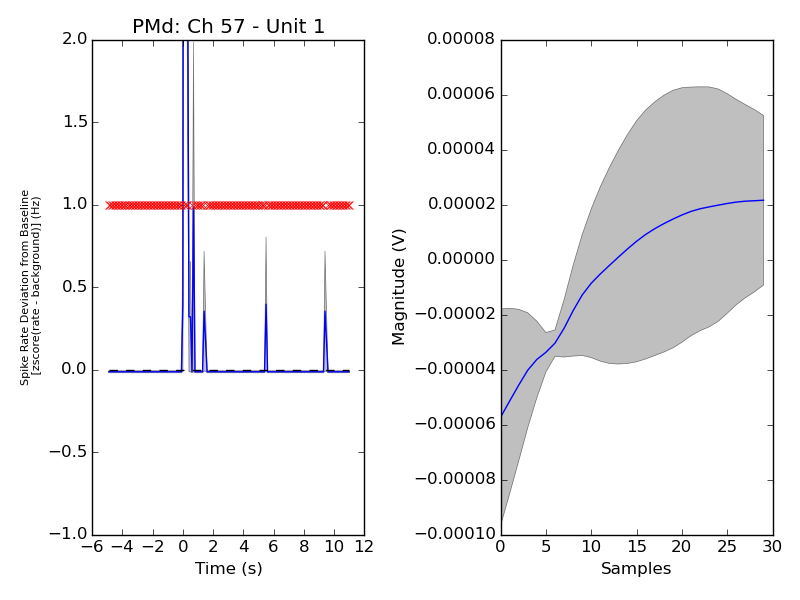 PMd: Ch 57 - Unit 1
2.0
1.5
1.0
0.5
0.0
−0.5
−1.0
−6 −4 −2 0 2 4 6 8 10 12
Time (s)
Spike Rate Deviation from Baseline
[zscore(rate - background)] (Hz)
0.00008
0.00006
0.00004
0.00002
0.00000
−0.00002
−0.00004
−0.00006
−0.00008
−0.00010
0 5 10 15 20 25 30
Samples
Magnitude (V)